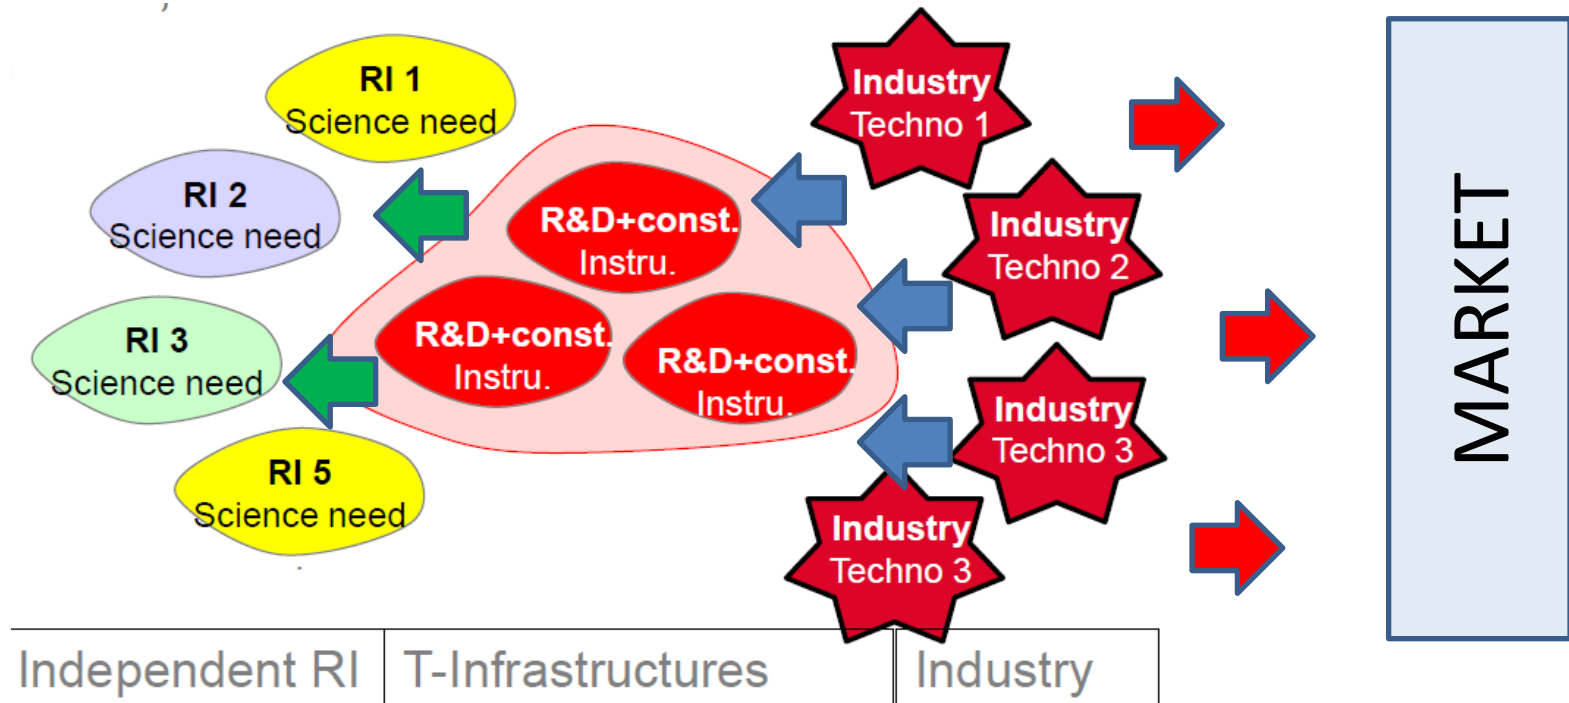 RI 1
Science need
RI 2
Science need
RI 3
Science need
RI 5
Science need
R&D+const.
Instru.
R&D+const.
Instru.
R&D+const.
Instru.
Industry
Techno 1
Industry
Techno 2
Industry
Techno 3
Industry
Techno 3
MARKET
Independent RI
T-Infrastructures
Industry